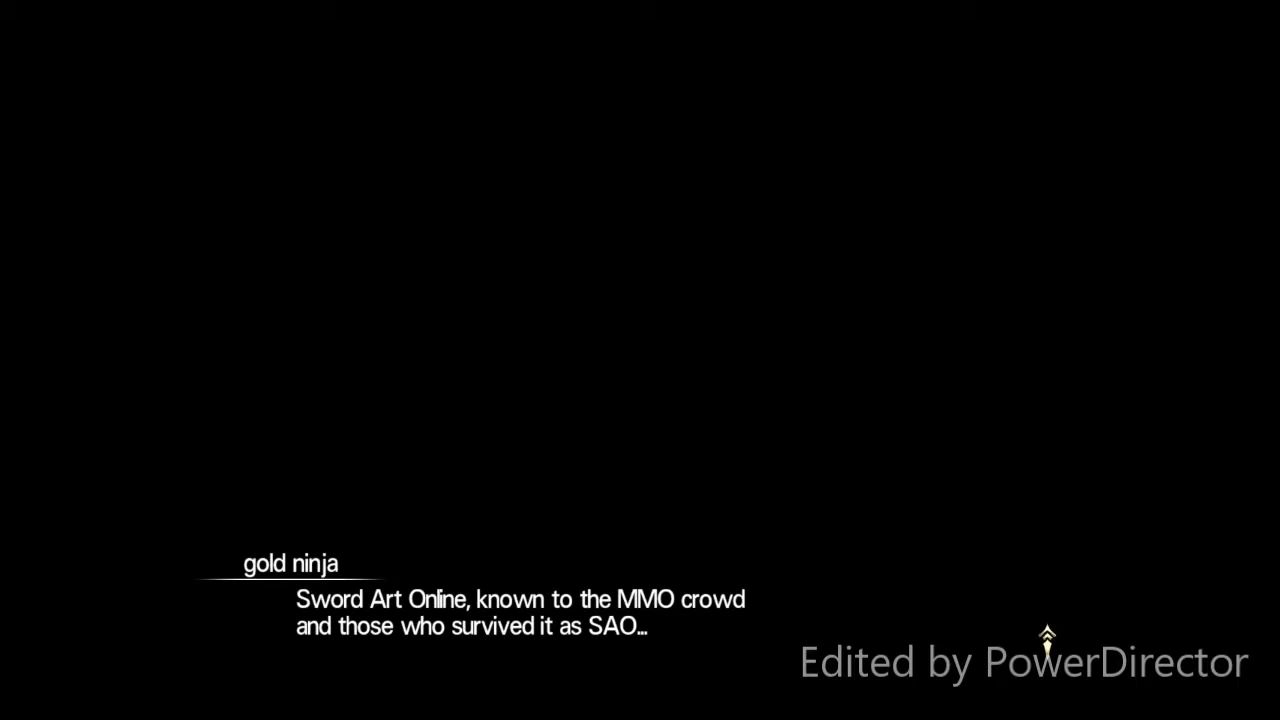 gold ninja
Sword Art Online, known to the MMO crowd
and those who survived it as SAO...
Edited by PowerDirector